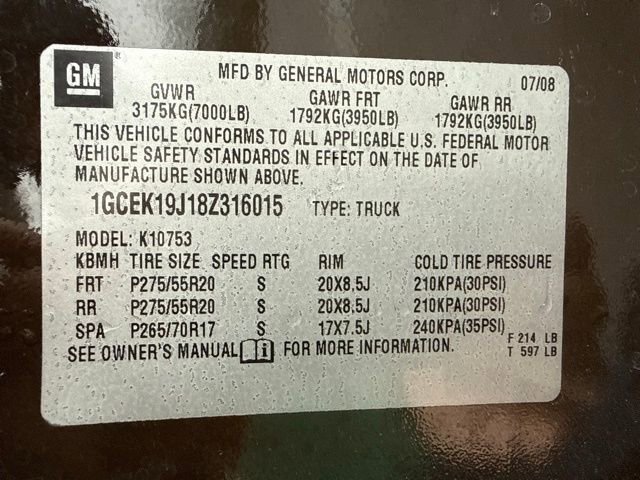 GM
MFD BY GENERAL MOTORS CORP. 07/08
GVWR GAWR FRT GAWR RR
3175KG(7000LB) 1792KG(3950LB) 1792KG(3950LB)
THIS VEHICLE CONFORMS TO ALL APPLICABLE U.S. FEDERAL MOTOR
VEHICLE SAFETY STANDARDS IN EFFECT ON THE DATE OF
MANUFACTURE SHOWN ABOVE.
1GCEK19J18Z316015 TYPE: TRUCK
MODEL: K10753
KBMH TIRE SIZE SPEED RTG RIM COLD TIRE PRESSURE
FRT P275/55R20 S 20X8.5J 210KPA(30PSI)
RR P275/55R20 S 20X8.5J 210KPA(30PSI)
SPA P265/70R17 S 17X7.5J 240KPA(35PSI)
F 214 LB
SEE OWNER'S MANUAL FOR MORE INFORMATION. T 597 LB